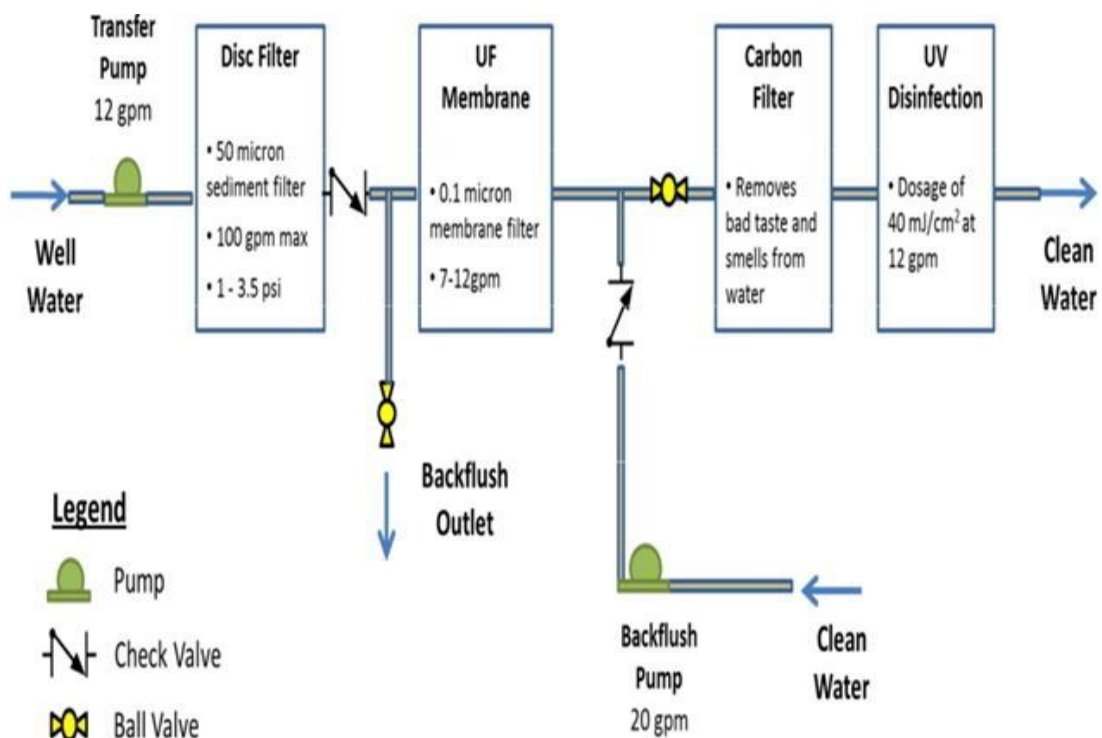 Transfer
Pump
12 gpm
Well
Water
Disc Filter
• 50 micron
sediment filter
• 100 gpm max
• 1 - 3.5 psi
UF
Membrane
• 0.1 micron
membrane filter
• 7-12gpm
Carbon
Filter
• Removes
bad taste and
smells from
water
UV
Disinfection
• Dosage of
40 mJ/cm² at
12 gpm
Clean
Water
Backflush
Outlet
Backflush
Pump
20 gpm
Clean
Water
Legend
Pump
Check Valve
Ball Valve